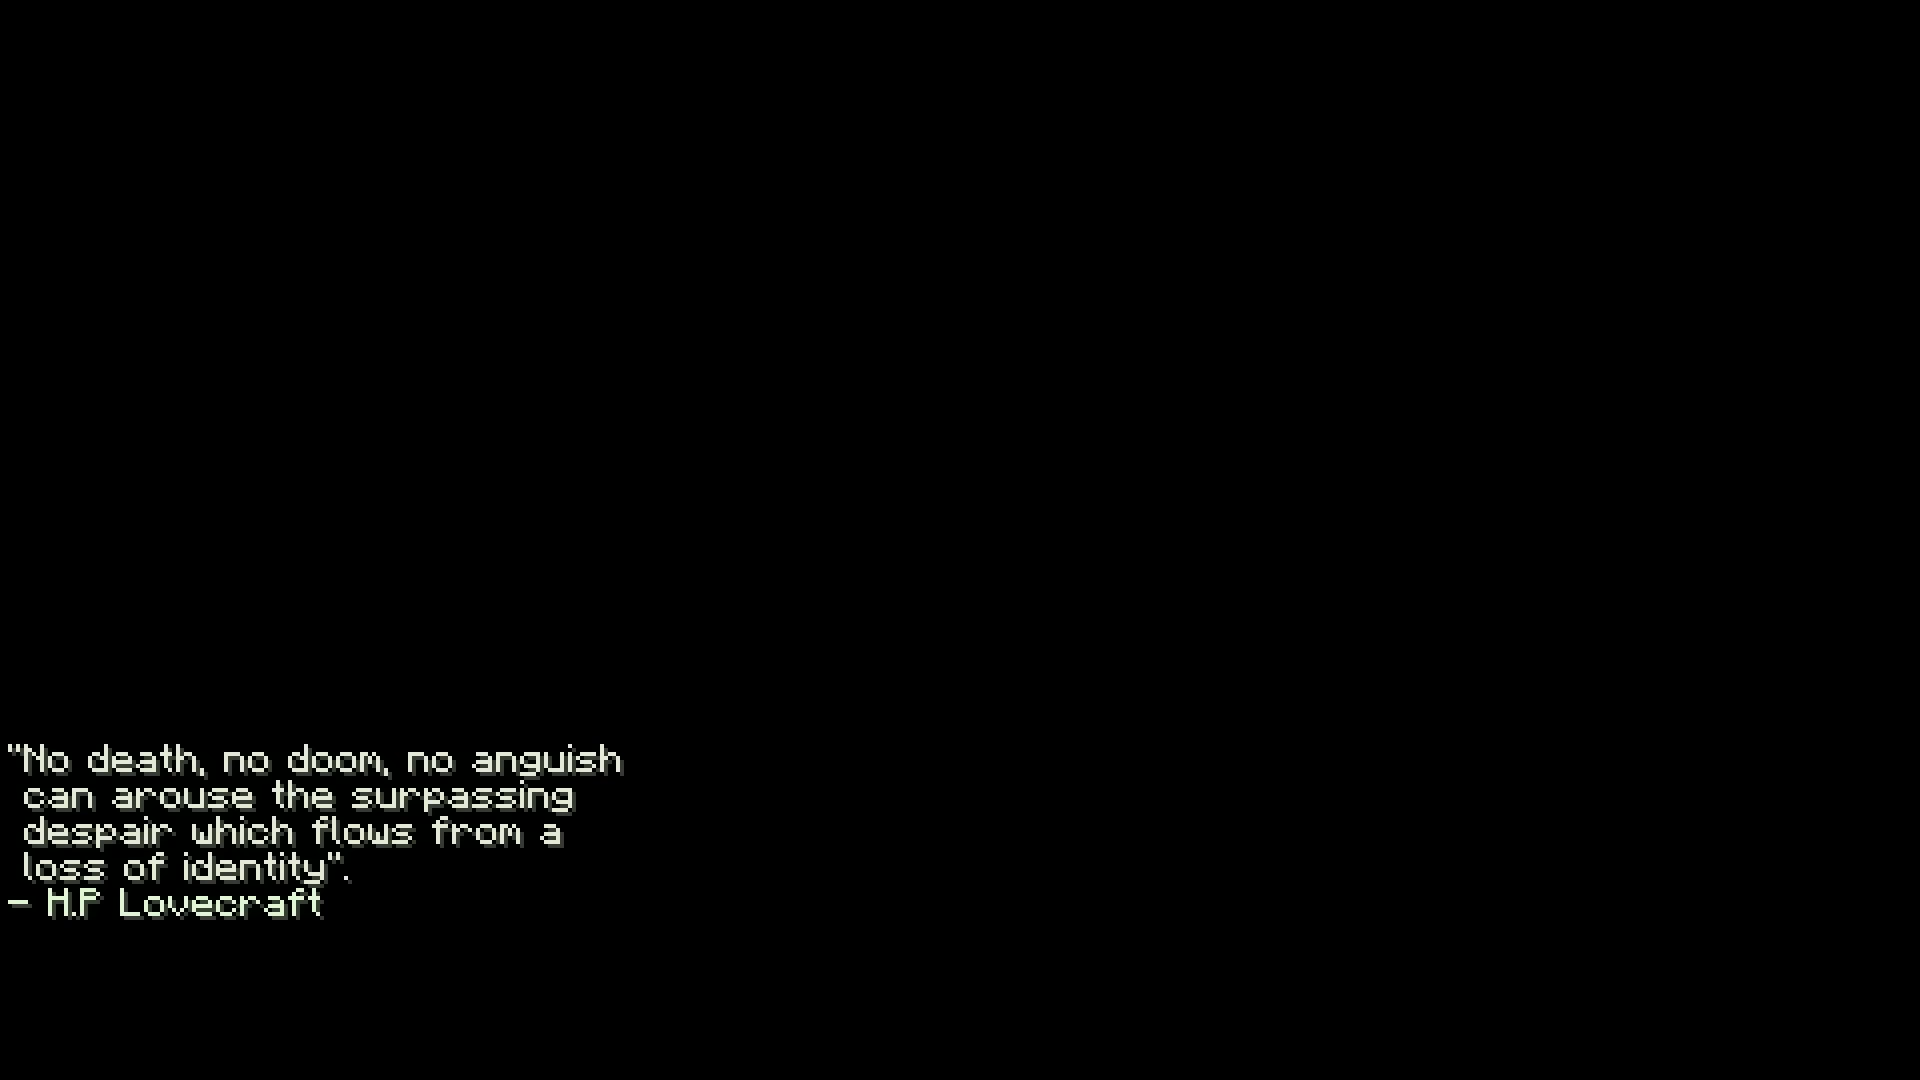 "No death, no doom, no anguish
can arouse the surpassing
despair which flows from a
loss of identity".
- H.P Lovecraft